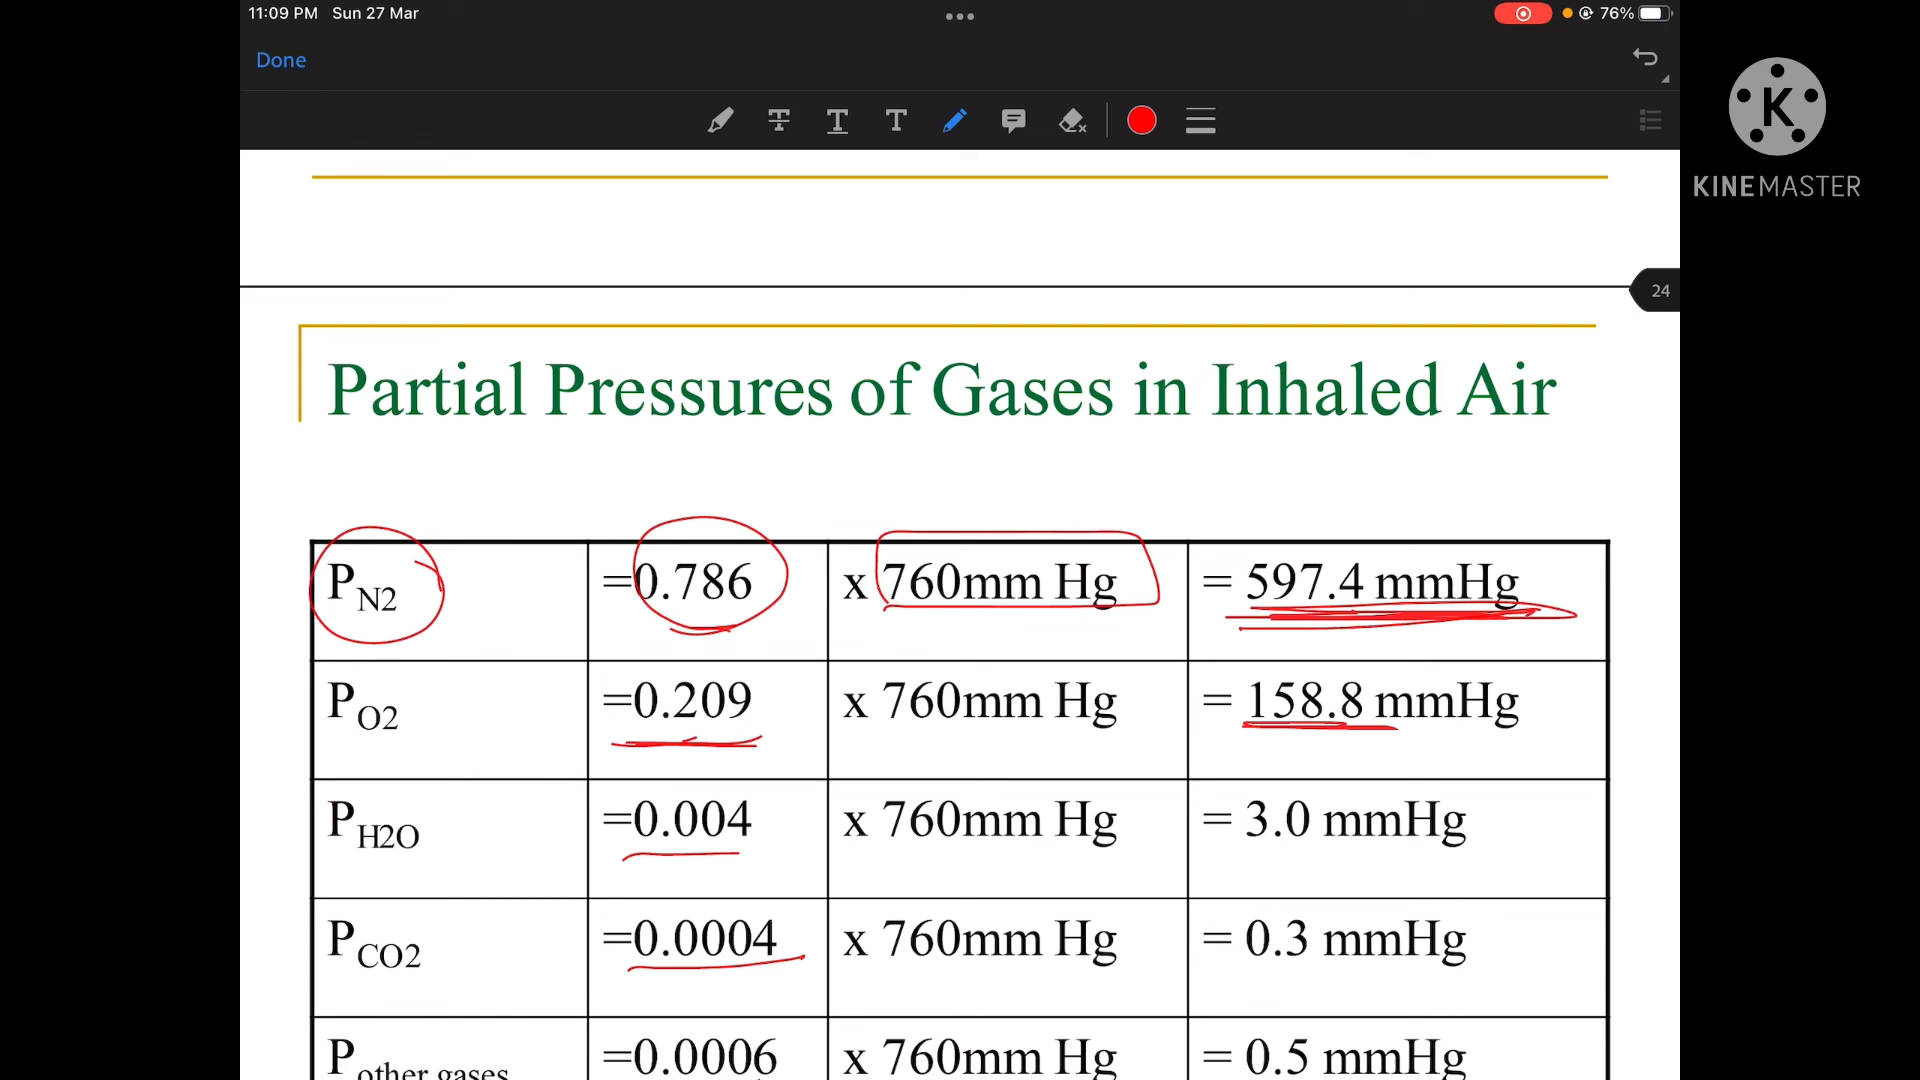 11:09 PM Sun 27 Mar
76%
Done
T T T
K
KINEMASTER
24
Partial Pressures of Gases in Inhaled Air
PN2 =0.786 x 760mm Hg = 597.4 mmHg
PO2 =0.209 x 760mm Hg = 158.8 mmHg
PH2O =0.004 x 760mm Hg = 3.0 mmHg
PCO2 =0.0004 x 760mm Hg = 0.3 mmHg
Pother gases =0.0006 x 760mm Hg = 0.5 mmHg